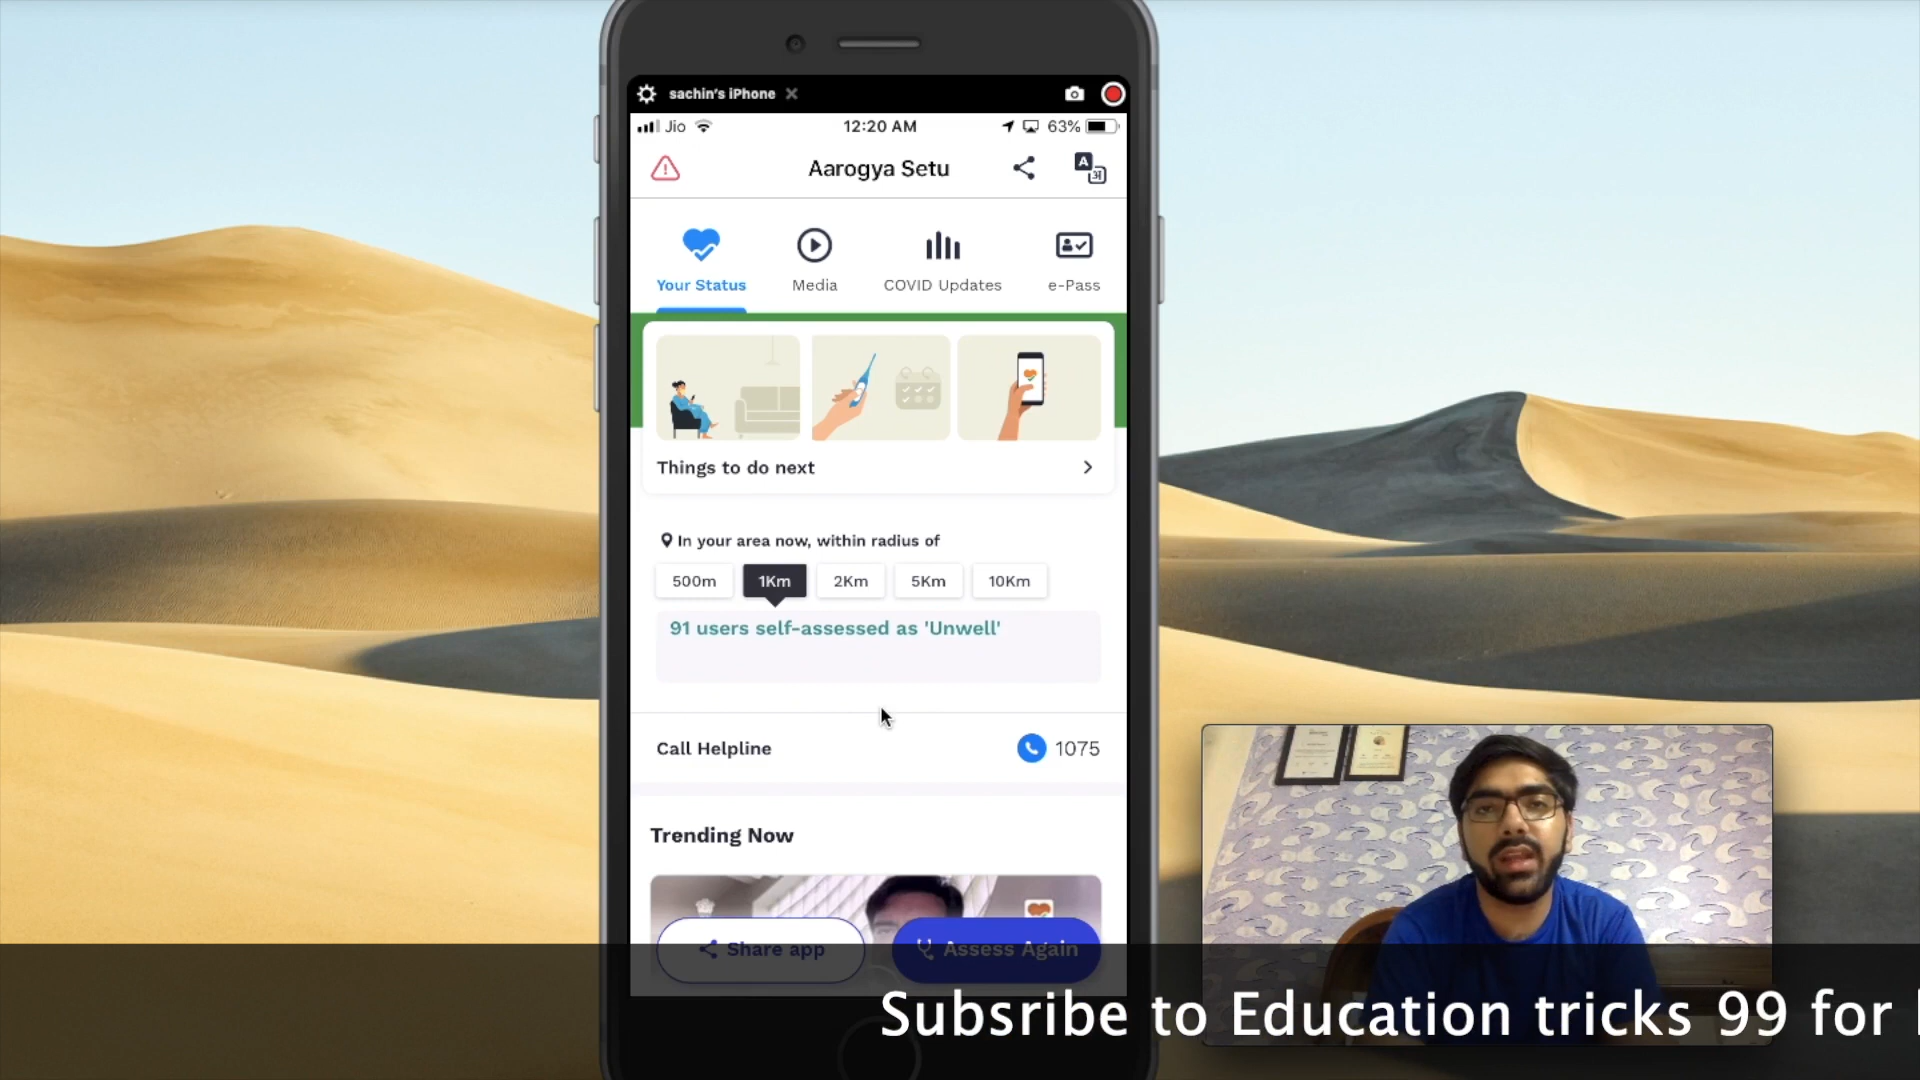 sachin's iPhone
Jio 12:20 AM 63%
Aarogya Setu
A अ
Your Status Media COVID Updates e-Pass
Things to do next
In your area now, within radius of
500m 1Km 2Km 5Km 10Km
91 users self-assessed as 'Unwell'
Call Helpline 1075
Trending Now
Share app Assess Again
Subsribe to Education tricks 99 for